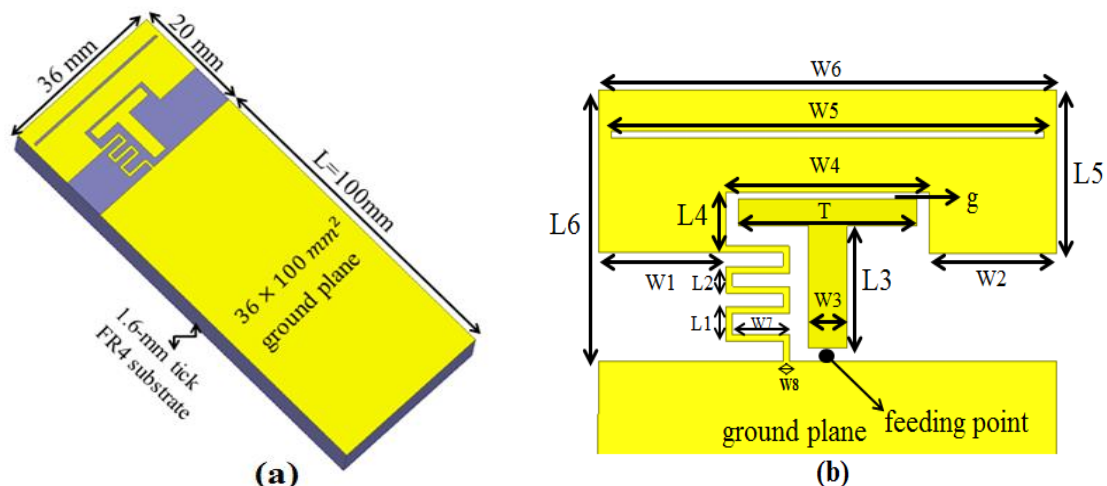 36 mm
20 mm
L=100mm
36 × 100 mm²
ground plane
1.6-mm tick
FR4 substrate
(a)
W6
W5
W4
g
L4
T
L5
L6
W1
L2
L3
W2
W3
L1
W7
W8
feeding point
ground plane
(b)